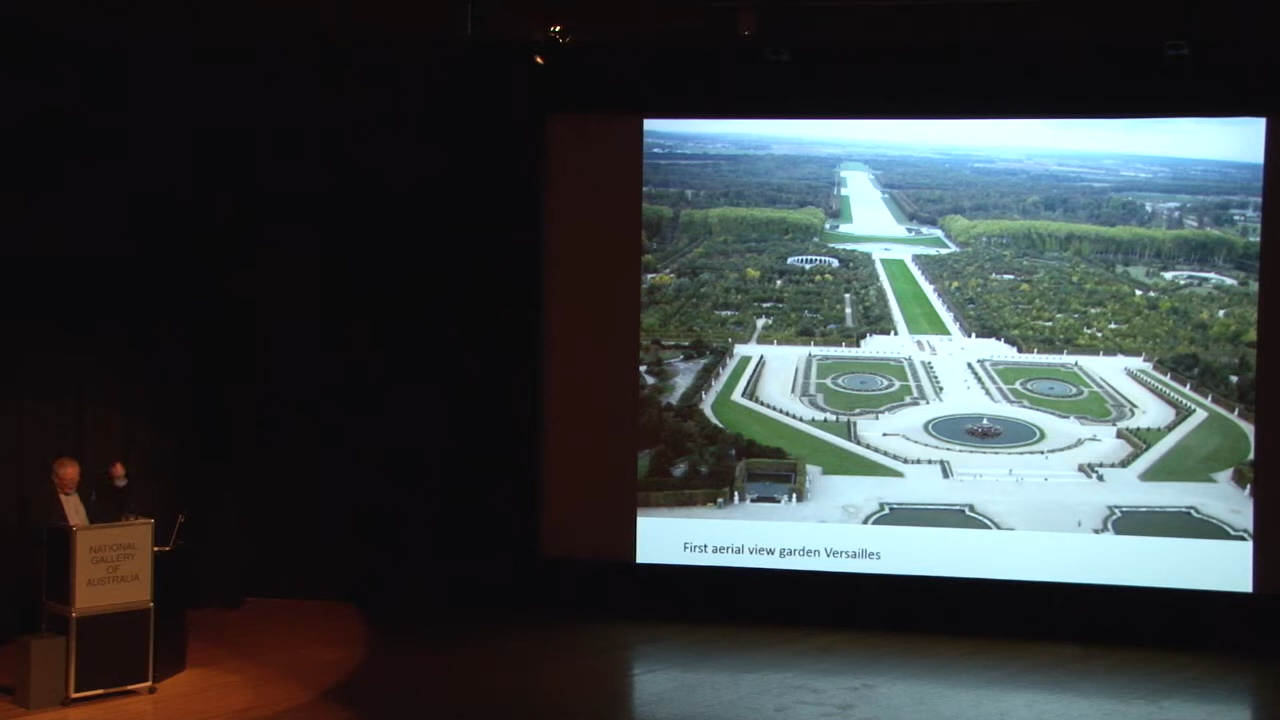 NATIONAL
GALLERY
OF
AUSTRALIA
First aerial view garden Versailles